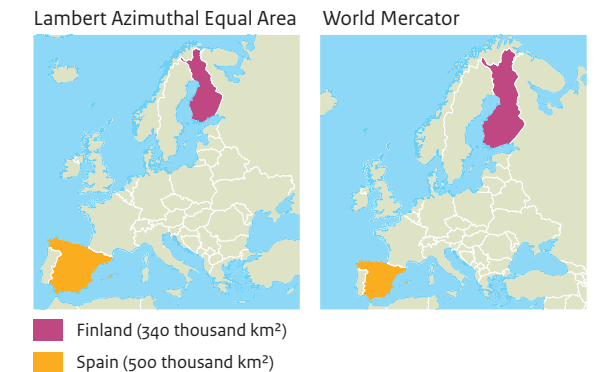 Lambert Azimuthal Equal Area
World Mercator
Finland (340 thousand km²)
Spain (500 thousand km²)